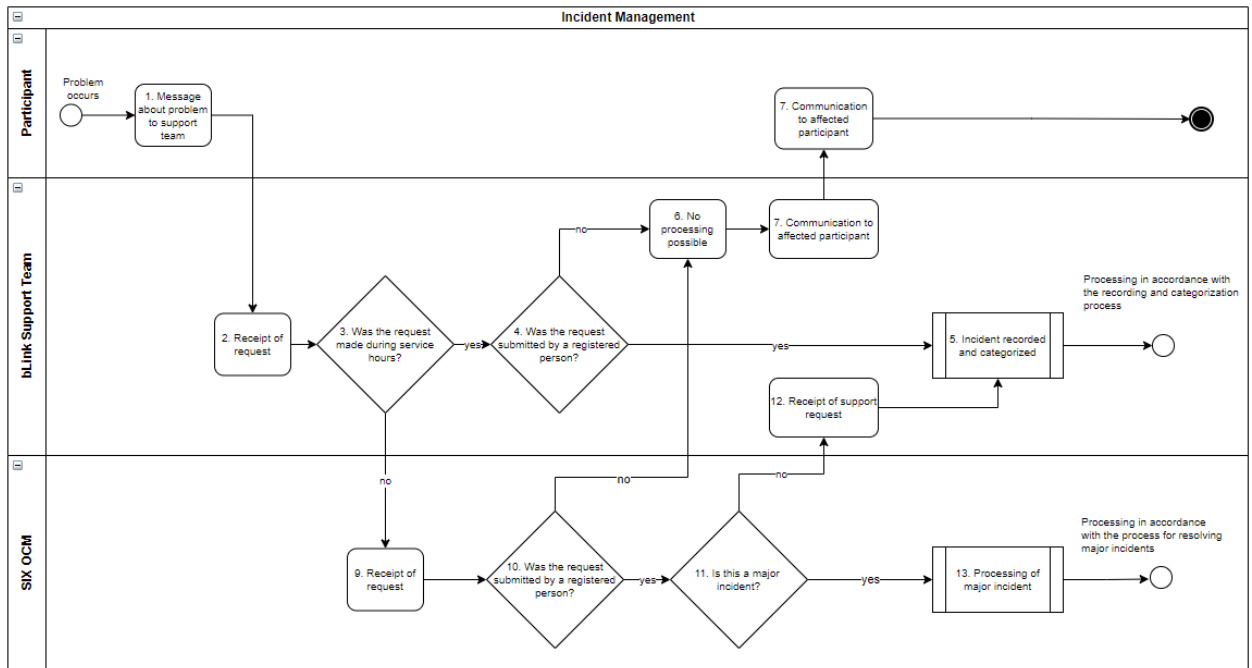 Incident Management
Participant
Problem
occurs
1. Message
about problem
to support
team
7. Communication
to affected
participant
bLink Support Team
6. No
processing
possible
7. Communication to
affected participant
no
2. Receipt of
request
3. Was the request
made during service
hours?
yes
4. Was the request
submitted by a registered
person?
yes
5. Incident recorded
and categorized
Processing in accordance with
the recording and categorization
process
12. Receipt of support
request
SIX OCM
no
no
no
9. Receipt of
request
10. Was the request
submitted by a registered
person?
yes
11. Is this a major
incident?
yes
13. Processing of
major incident
Processing in accordance
with the process for resolving
major incidents